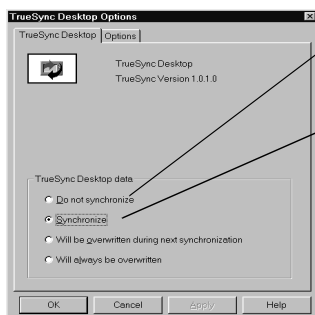 TrueSync Desktop Options
TrueSync Desktop
Options
TrueSync Desktop
TrueSync Version 1.0.1.0
TrueSync Desktop data
Do not synchronize
Synchronize
Will be overwritten during next synchronization
Will always be overwritten
OK
Cancel
Apply
Help